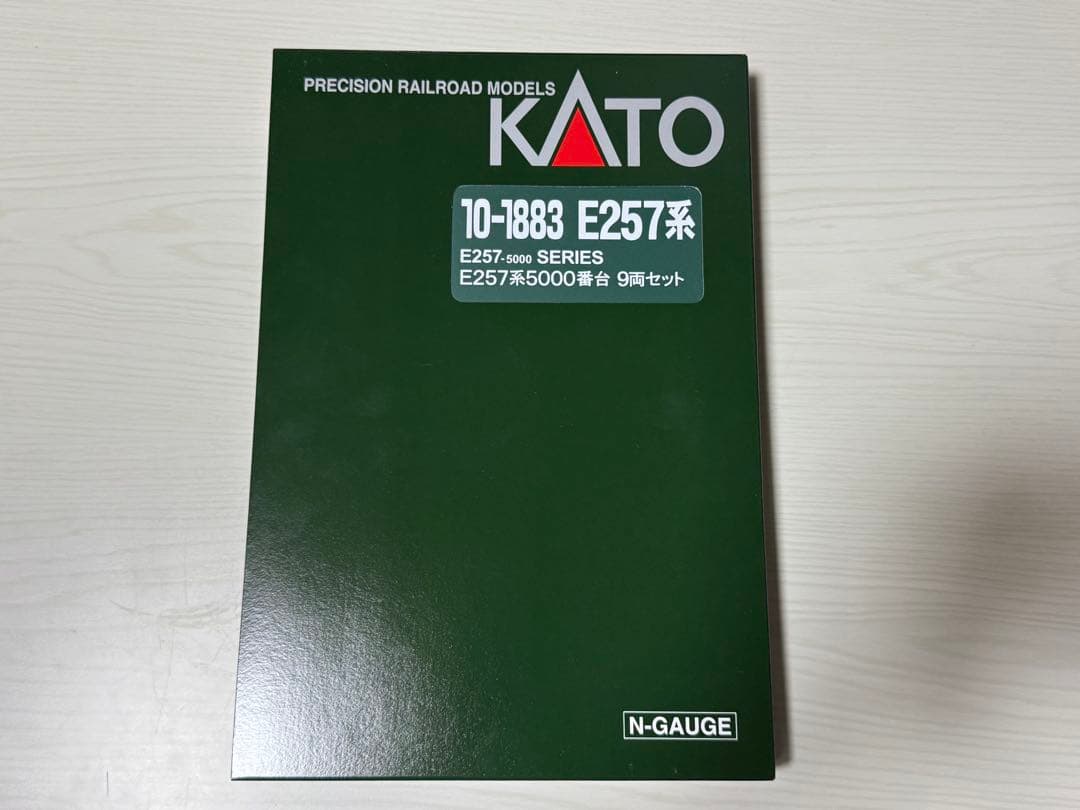 PRECISION RAILROAD MODELS
KATO
10-1883 E257系
E257-5000 SERIES
E257系5000番台 9両セット
N-GAUGE